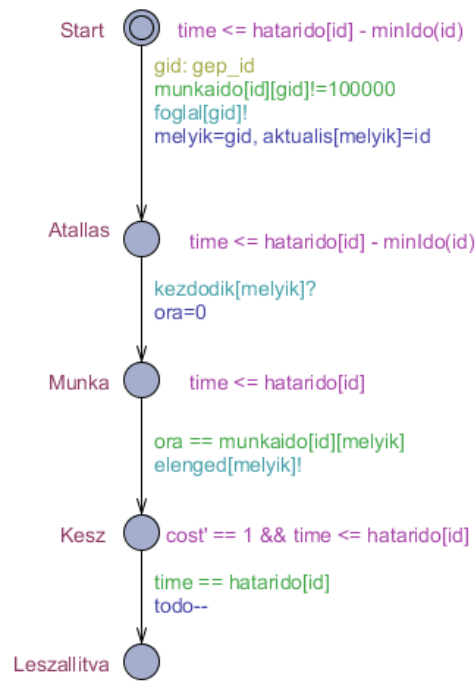 Start time <= hatarido[id] - minIdo(id)
gid: gep_id
munkaido[id][gid]!=100000
foglal[gid]!
melyik=gid, aktualis[melyik]=id
Atallas time <= hatarido[id] - minIdo(id)
kezdodik[melyik]?
ora=0
Munka time <= hatarido[id]
ora == munkaido[id][melyik]
elenged[melyik]!
Kesz cost' == 1 && time <= hatarido[id]
time == hatarido[id]
todo--
Leszallitva